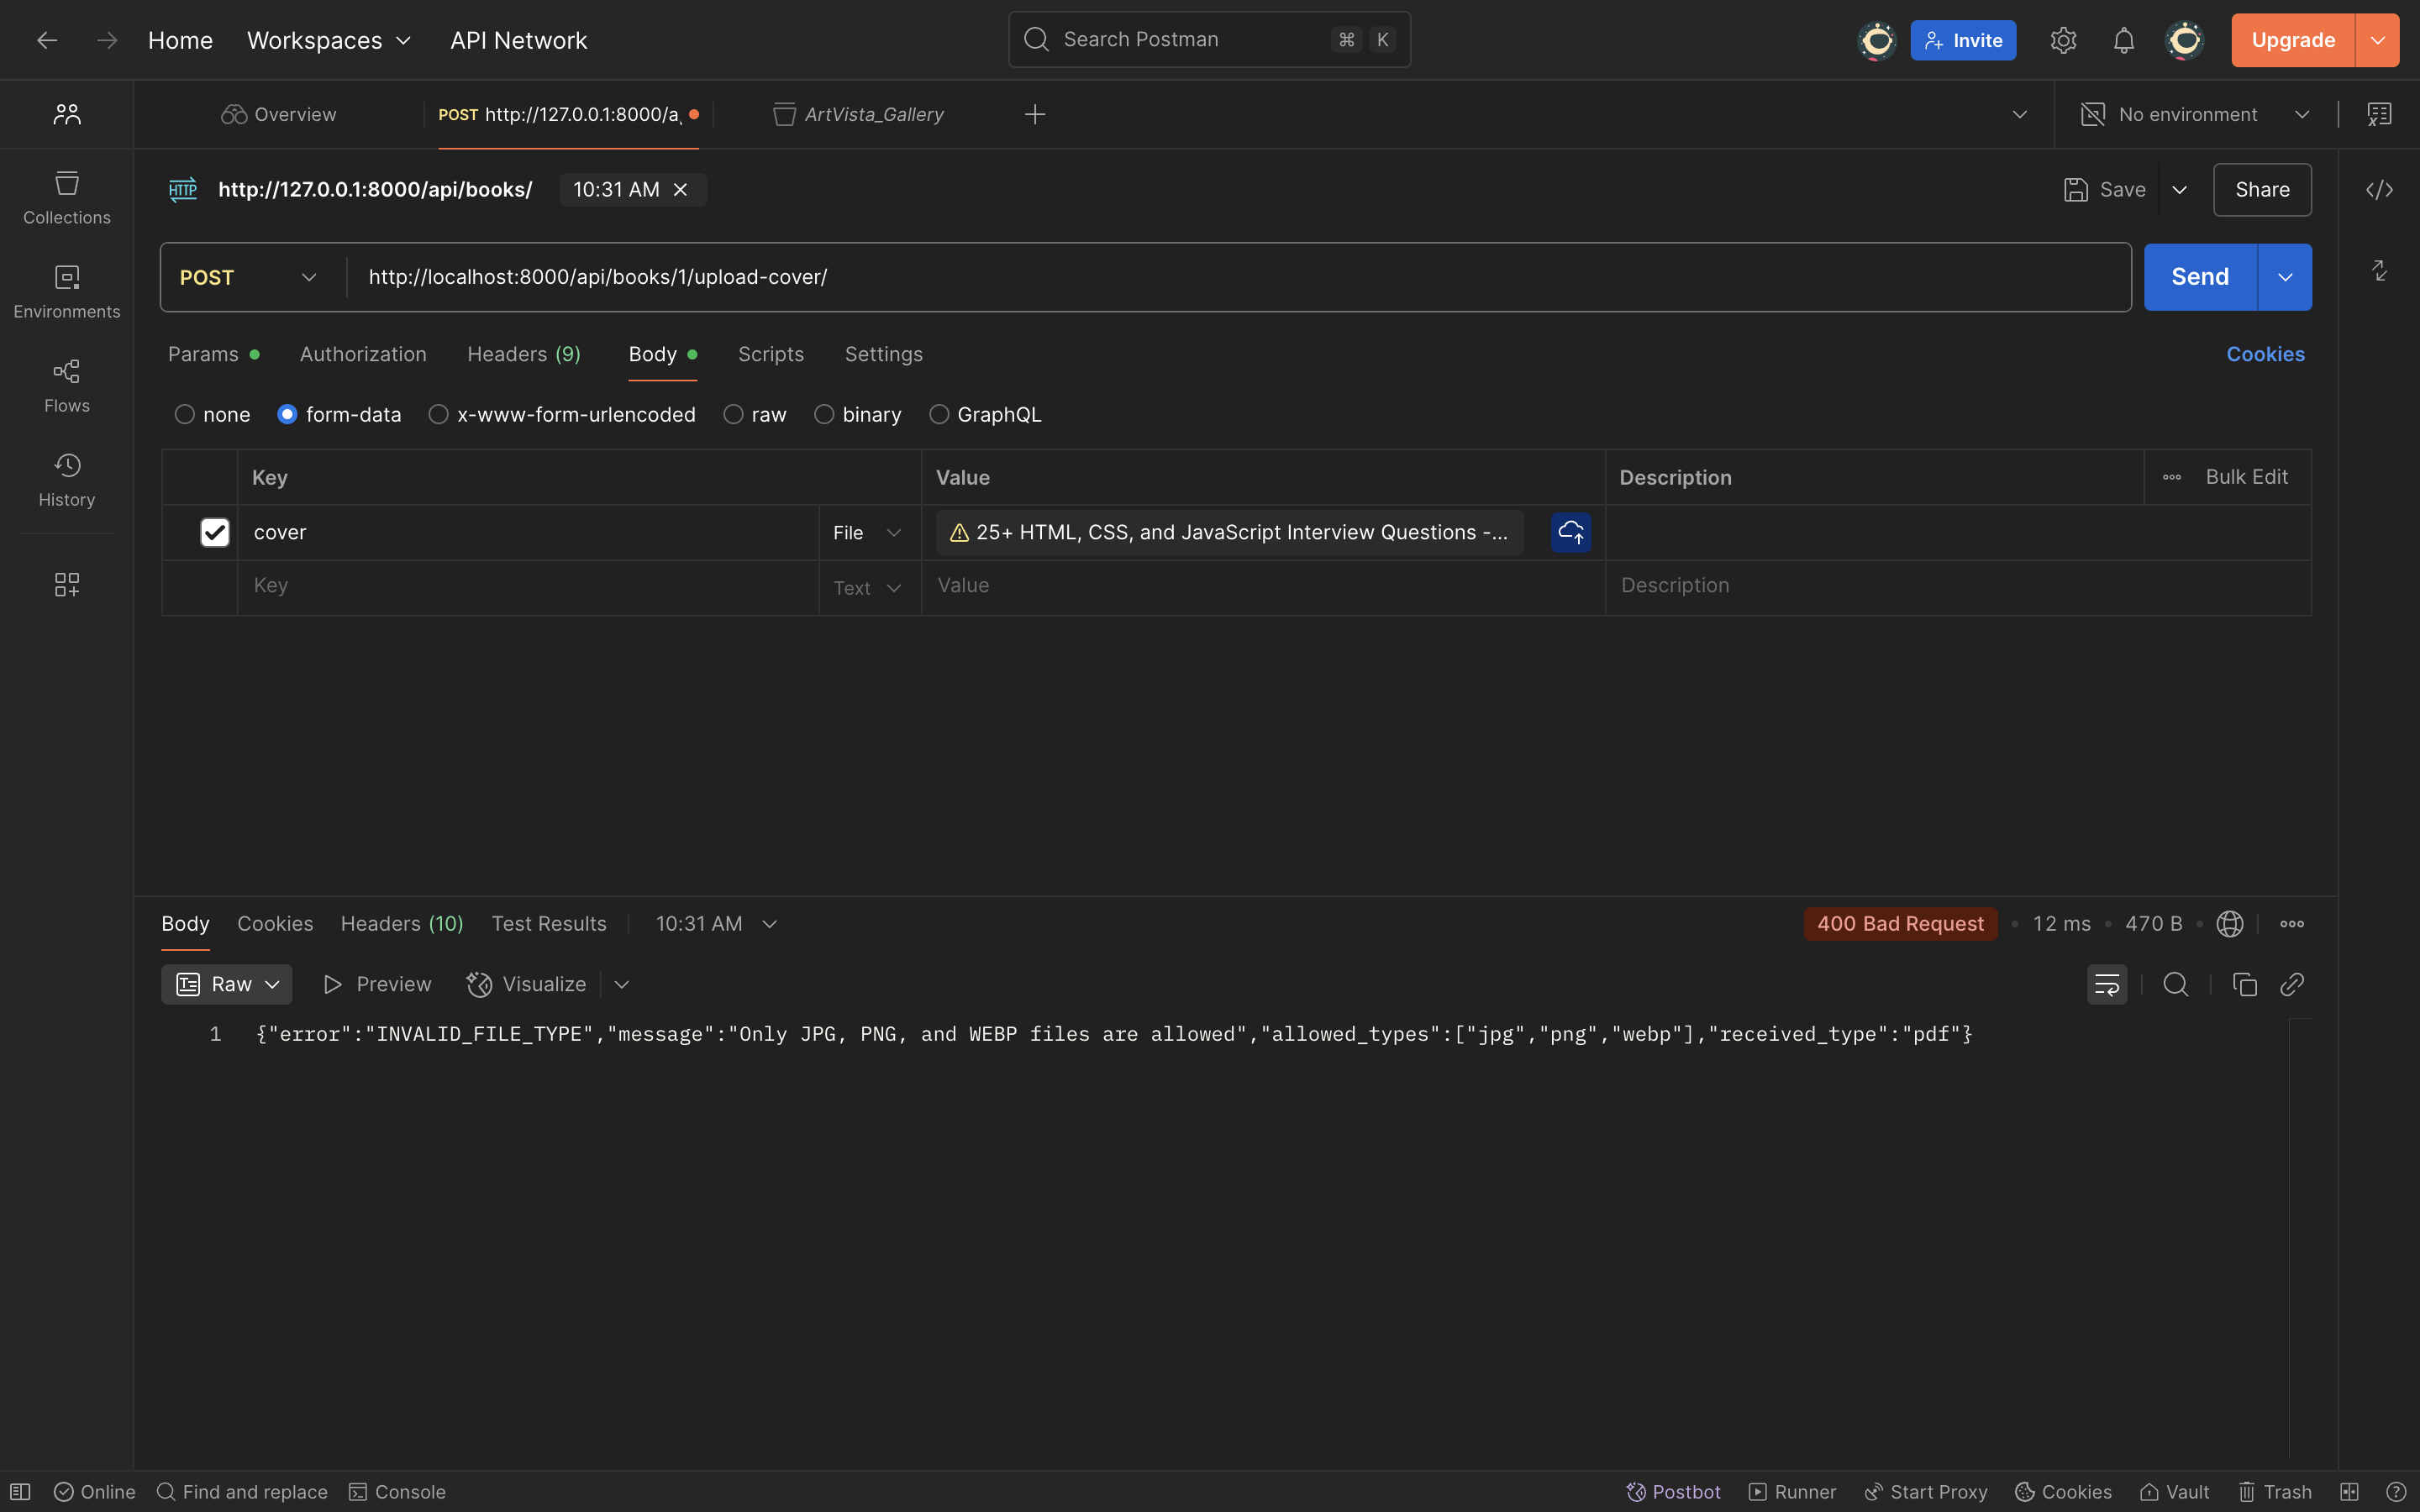 Home Workspaces API Network Search Postman ⌘ K Invite Upgrade
Overview POST http://127.0.0.1:8000/a ArtVista_Gallery No environment
HTTP http://127.0.0.1:8000/api/books/ 10:31 AM Save Share
Collections
POST http://localhost:8000/api/books/1/upload-cover/ Send
Environments
Params Authorization Headers (9) Body Scripts Settings Cookies
Flows
none form-data x-www-form-urlencoded raw binary GraphQL
History
Key Value Description Bulk Edit
cover File 25+ HTML, CSS, and JavaScript Interview Questions -...
Key Text Value Description
Body Cookies Headers (10) Test Results 10:31 AM 400 Bad Request 12 ms 470 B
Raw Preview Visualize
1 {"error":"INVALID_FILE_TYPE","message":"Only JPG, PNG, and WEBP files are allowed","allowed_types":["jpg","png","webp"],"received_type":"pdf"}
Online Find and replace Console Postbot Runner Start Proxy Cookies Vault Trash